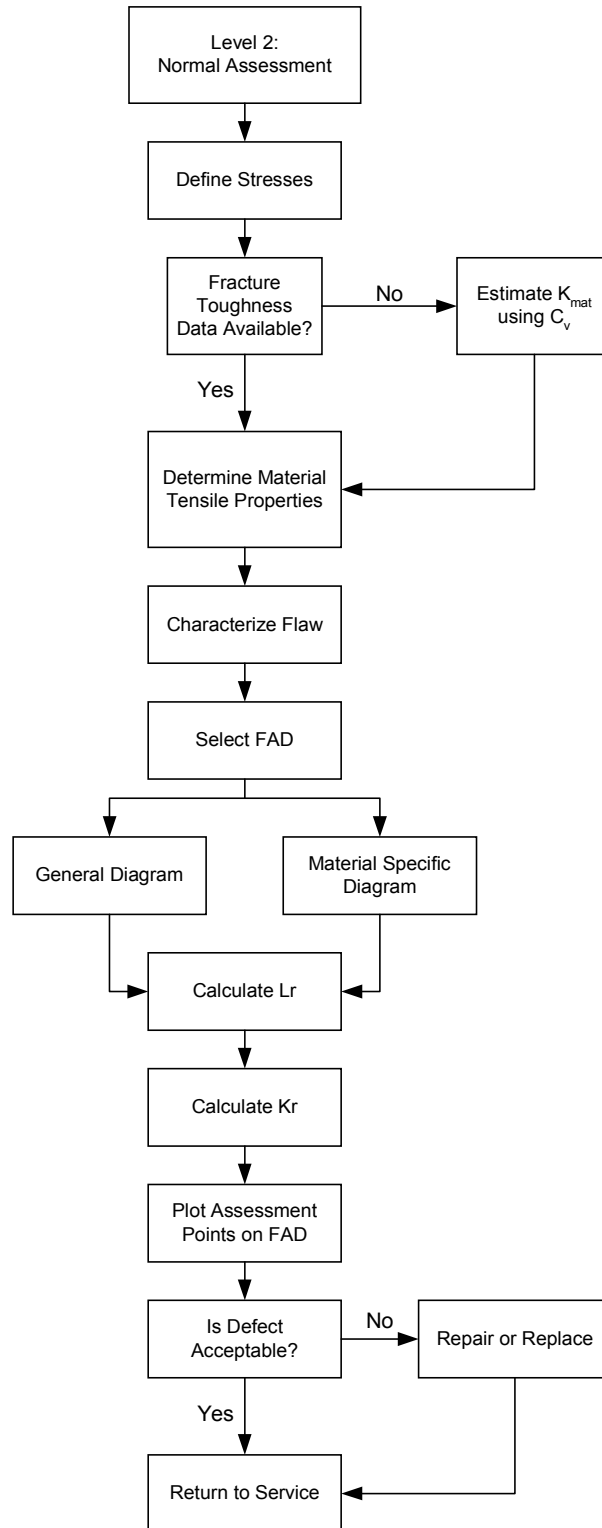 Level 2:
Normal Assessment
Define Stresses
Fracture
Toughness
Data Available?
No
Estimate Kmat
using Cv
Yes
Determine Material
Tensile Properties
Characterize Flaw
Select FAD
General Diagram
Material Specific
Diagram
Calculate Lr
Calculate Kr
Plot Assessment
Points on FAD
Is Defect
Acceptable?
No
Repair or Replace
Yes
Return to Service